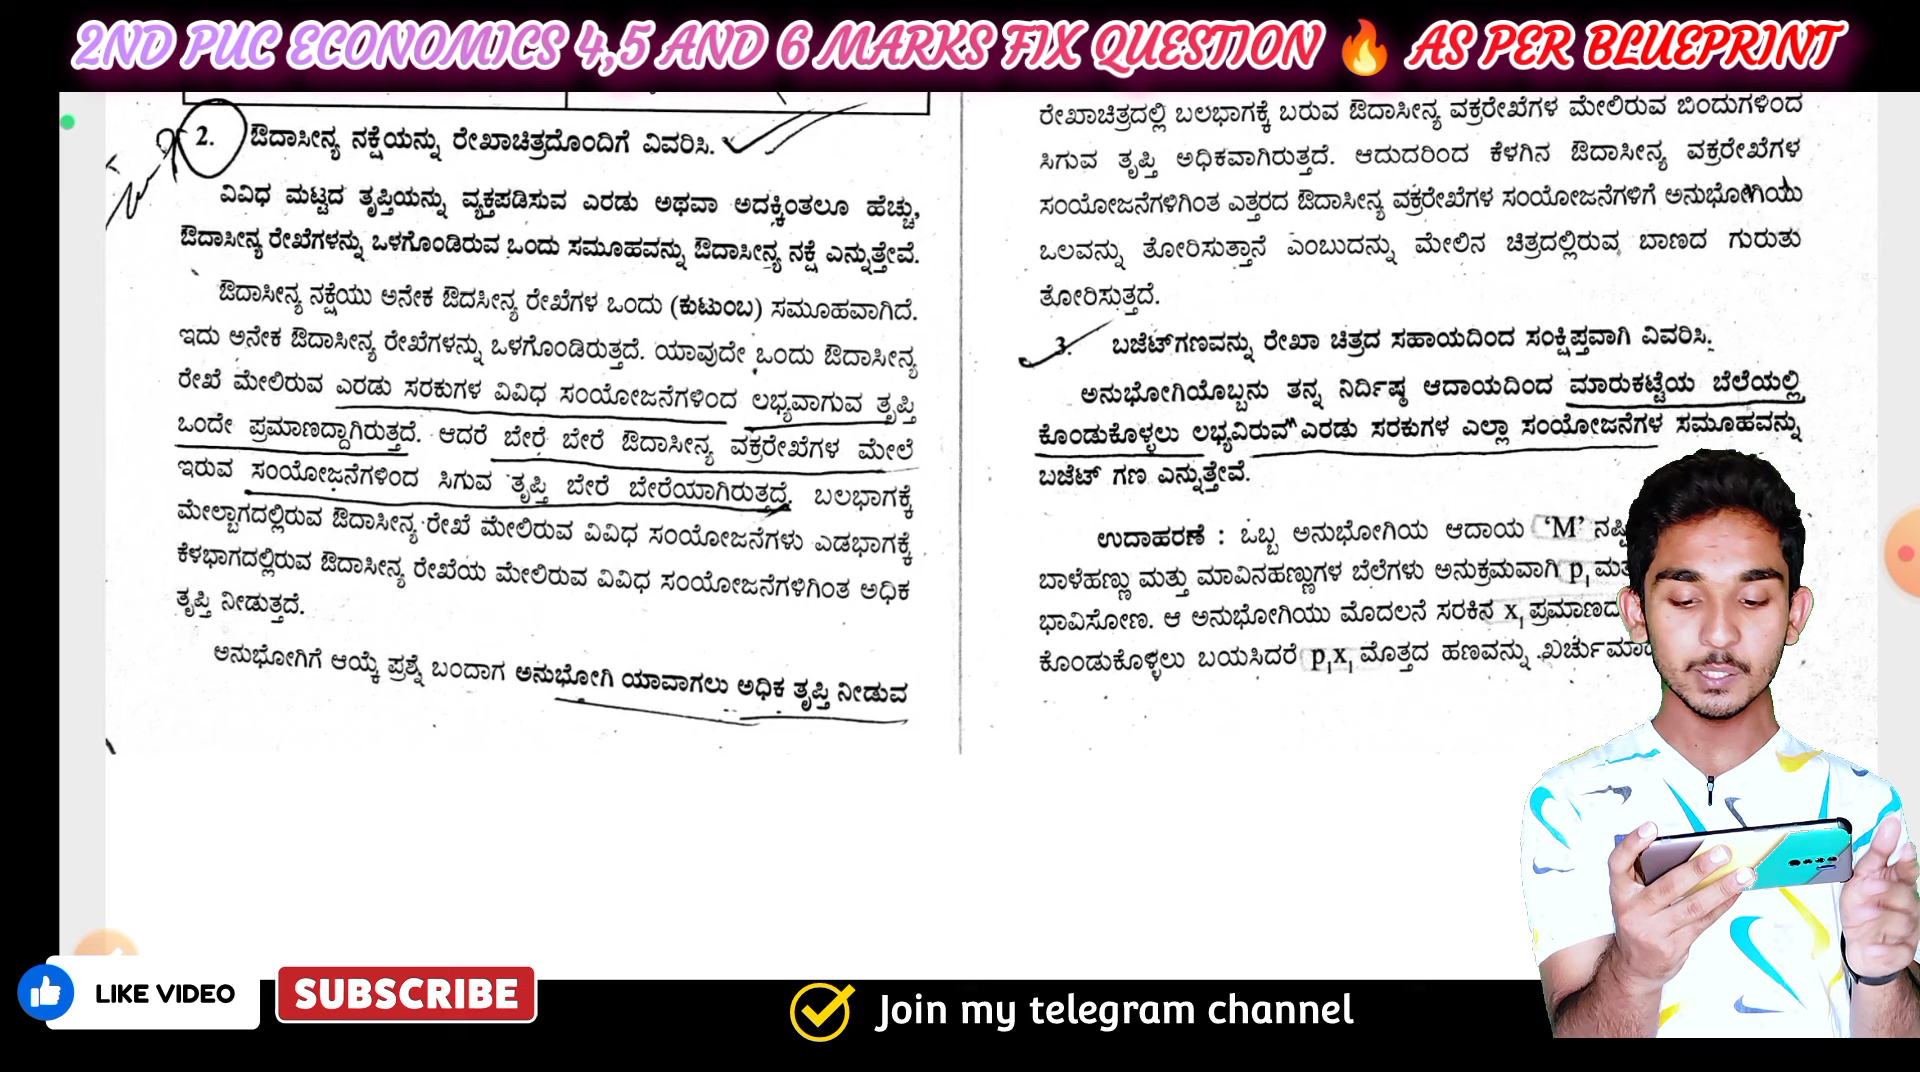 2ND PUC ECONOMICS 4,5 AND 6 MARKS FIX QUESTION 🔥 AS PER BLUEPRINT
2. ಔದಾಸೀನ್ಯ ನಕ್ಷೆಯನ್ನು ರೇಖಾಚಿತ್ರದೊಂದಿಗೆ ವಿವರಿಸಿ.
ವಿವಿಧ ಮಟ್ಟದ ತೃಪ್ತಿಯನ್ನು ವ್ಯಕ್ತಪಡಿಸುವ ಎರಡು ಅಥವಾ ಅದಕ್ಕಿಂತಲೂ ಹೆಚ್ಚು,
ಔದಾಸೀನ್ಯ ರೇಖೆಗಳನ್ನು ಒಳಗೊಂಡಿರುವ ಒಂದು ಸಮೂಹವನ್ನು ಔದಾಸೀನ್ಯ ನಕ್ಷೆ ಎನ್ನುತ್ತೇವೆ.
ಔದಾಸೀನ್ಯ ನಕ್ಷೆಯು ಅನೇಕ ಔದಸೀನ್ಯ ರೇಖೆಗಳ ಒಂದು (ಕುಟುಂಬ) ಸಮೂಹವಾಗಿದೆ.
ಇದು ಅನೇಕ ಔದಾಸೀನ್ಯ ರೇಖೆಗಳನ್ನು ಒಳಗೊಂಡಿರುತ್ತದೆ. ಯಾವುದೇ ಒಂದು ಔದಾಸೀನ್ಯ
ರೇಖೆ ಮೇಲಿರುವ ಎರಡು ಸರಕುಗಳ ವಿವಿಧ ಸಂಯೋಜನೆಗಳಿಂದ ಲಭ್ಯವಾಗುವ ತೃಪ್ತಿ
ಒಂದೇ ಪ್ರಮಾಣದ್ದಾಗಿರುತ್ತದೆ. ಆದರೆ ಬೇರೆ ಬೇರೆ ಔದಾಸೀನ್ಯ ವಕ್ರರೇಖೆಗಳ ಮೇಲೆ
ಇರುವ ಸಂಯೋಜನೆಗಳಿಂದ ಸಿಗುವ ತೃಪ್ತಿ ಬೇರೆ ಬೇರೆಯಾಗಿರುತ್ತದೆ. ಬಲಭಾಗಕ್ಕೆ
ಮೇಲ್ಭಾಗದಲ್ಲಿರುವ ಔದಾಸೀನ್ಯ ರೇಖೆ ಮೇಲಿರುವ ವಿವಿಧ ಸಂಯೋಜನೆಗಳು ಎಡಭಾಗಕ್ಕೆ
ಕೆಳಭಾಗದಲ್ಲಿರುವ ಔದಾಸೀನ್ಯ ರೇಖೆಯ ಮೇಲಿರುವ ವಿವಿಧ ಸಂಯೋಜನೆಗಳಿಗಿಂತ ಅಧಿಕ
ತೃಪ್ತಿ ನೀಡುತ್ತದೆ.
ಅನುಭೋಗಿಗೆ ಆಯ್ಕೆ ಪ್ರಶ್ನೆ ಬಂದಾಗ ಅನುಭೋಗಿ ಯಾವಾಗಲು ಅಧಿಕ ತೃಪ್ತಿ ನೀಡುವ
ರೇಖಾಚಿತ್ರದಲ್ಲಿ ಬಲಭಾಗಕ್ಕೆ ಬರುವ ಔದಾಸೀನ್ಯ ವಕ್ರರೇಖೆಗಳ ಮೇಲಿರುವ ಬಿಂದುಗಳಿಂದ
ಸಿಗುವ ತೃಪ್ತಿ ಅಧಿಕವಾಗಿರುತ್ತದೆ. ಆದುದರಿಂದ ಕೆಳಗಿನ ಔದಾಸೀನ್ಯ ವಕ್ರರೇಖೆಗಳ
ಸಂಯೋಜನೆಗಳಿಗಿಂತ ಎತ್ತರದ ಔದಾಸೀನ್ಯ ವಕ್ರರೇಖೆಗಳ ಸಂಯೋಜನೆಗಳಿಗೆ ಅನುಭೋಗಿಯು
ಒಲವನ್ನು ತೋರಿಸುತ್ತಾನೆ ಎಂಬುದನ್ನು ಮೇಲಿನ ಚಿತ್ರದಲ್ಲಿರುವ ಬಾಣದ ಗುರುತು
ತೋರಿಸುತ್ತದೆ.
3. ಬಜೆಟ್‌ಗಣವನ್ನು ರೇಖಾ ಚಿತ್ರದ ಸಹಾಯದಿಂದ ಸಂಕ್ಷಿಪ್ತವಾಗಿ ವಿವರಿಸಿ.
ಅನುಭೋಗಿಯೊಬ್ಬನು ತನ್ನ ನಿರ್ದಿಷ್ಠ ಆದಾಯದಿಂದ ಮಾರುಕಟ್ಟೆಯ ಬೆಲೆಯಲ್ಲಿ
ಕೊಂಡುಕೊಳ್ಳಲು ಲಭ್ಯವಿರುವ ಎರಡು ಸರಕುಗಳ ಎಲ್ಲಾ ಸಂಯೋಜನೆಗಳ ಸಮೂಹವನ್ನು
ಬಜೆಟ್ ಗಣ ಎನ್ನುತ್ತೇವೆ.
ಉದಾಹರಣೆ : ಒಬ್ಬ ಅನುಭೋಗಿಯ ಆದಾಯ ‘M’
ಬಾಳೆಹಣ್ಣು ಮತ್ತು ಮಾವಿನಹಣ್ಣುಗಳ ಬೆಲೆಗಳು ಅನುಕ್ರಮವಾಗಿ p₁
ಭಾವಿಸೋಣ. ಆ ಅನುಭೋಗಿಯು ಮೊದಲನೆ ಸರಕಿನ x₁
ಕೊಂಡುಕೊಳ್ಳಲು ಬಯಸಿದರೆ p₁x₁ ಮೊತ್ತದ ಹಣವನ್ನು
LIKE VIDEO
SUBSCRIBE
Join my telegram channel